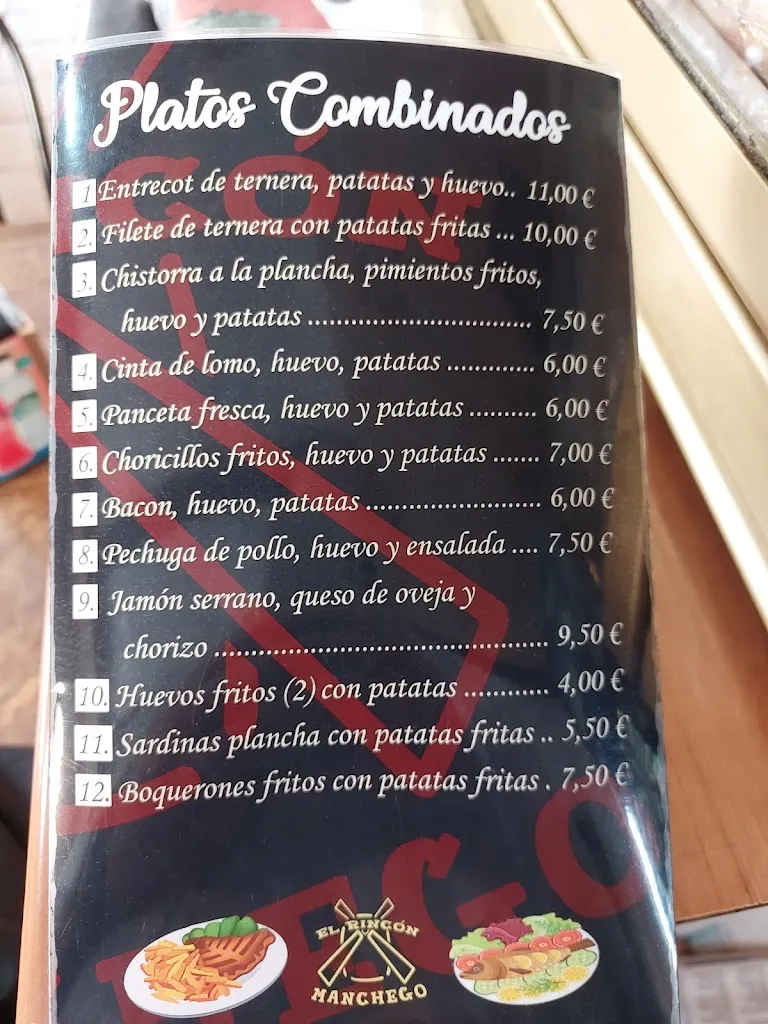 Platos Combinados
1 Entrecot de ternera, patatas y huevo.. 11,00 €
2. Filete de ternera con patatas fritas ... 10,00 €
3. Chistorra a la plancha, pimientos fritos,
huevo y patatas ............................... 7,50 €
4. Cinta de lomo, huevo, patatas ............. 6,00 €
5. Panceta fresca, huevo y patatas .......... 6,00 €
6. Choricillos fritos, huevo y patatas ....... 7,00 €
7. Bacon, huevo, patatas ........................ 6,00 €
8. Pechuga de pollo, huevo y ensalada .... 7,50 €
9. Jamón serrano, queso de oveja y
chorizo .............................................. 9,50 €
10. Huevos fritos (2) con patatas ............ 4,00 €
11. Sardinas plancha con patatas fritas .. 5,50 €
12. Boquerones fritos con patatas fritas . 7,50 €
EL RINCÓN
MANCHEGO